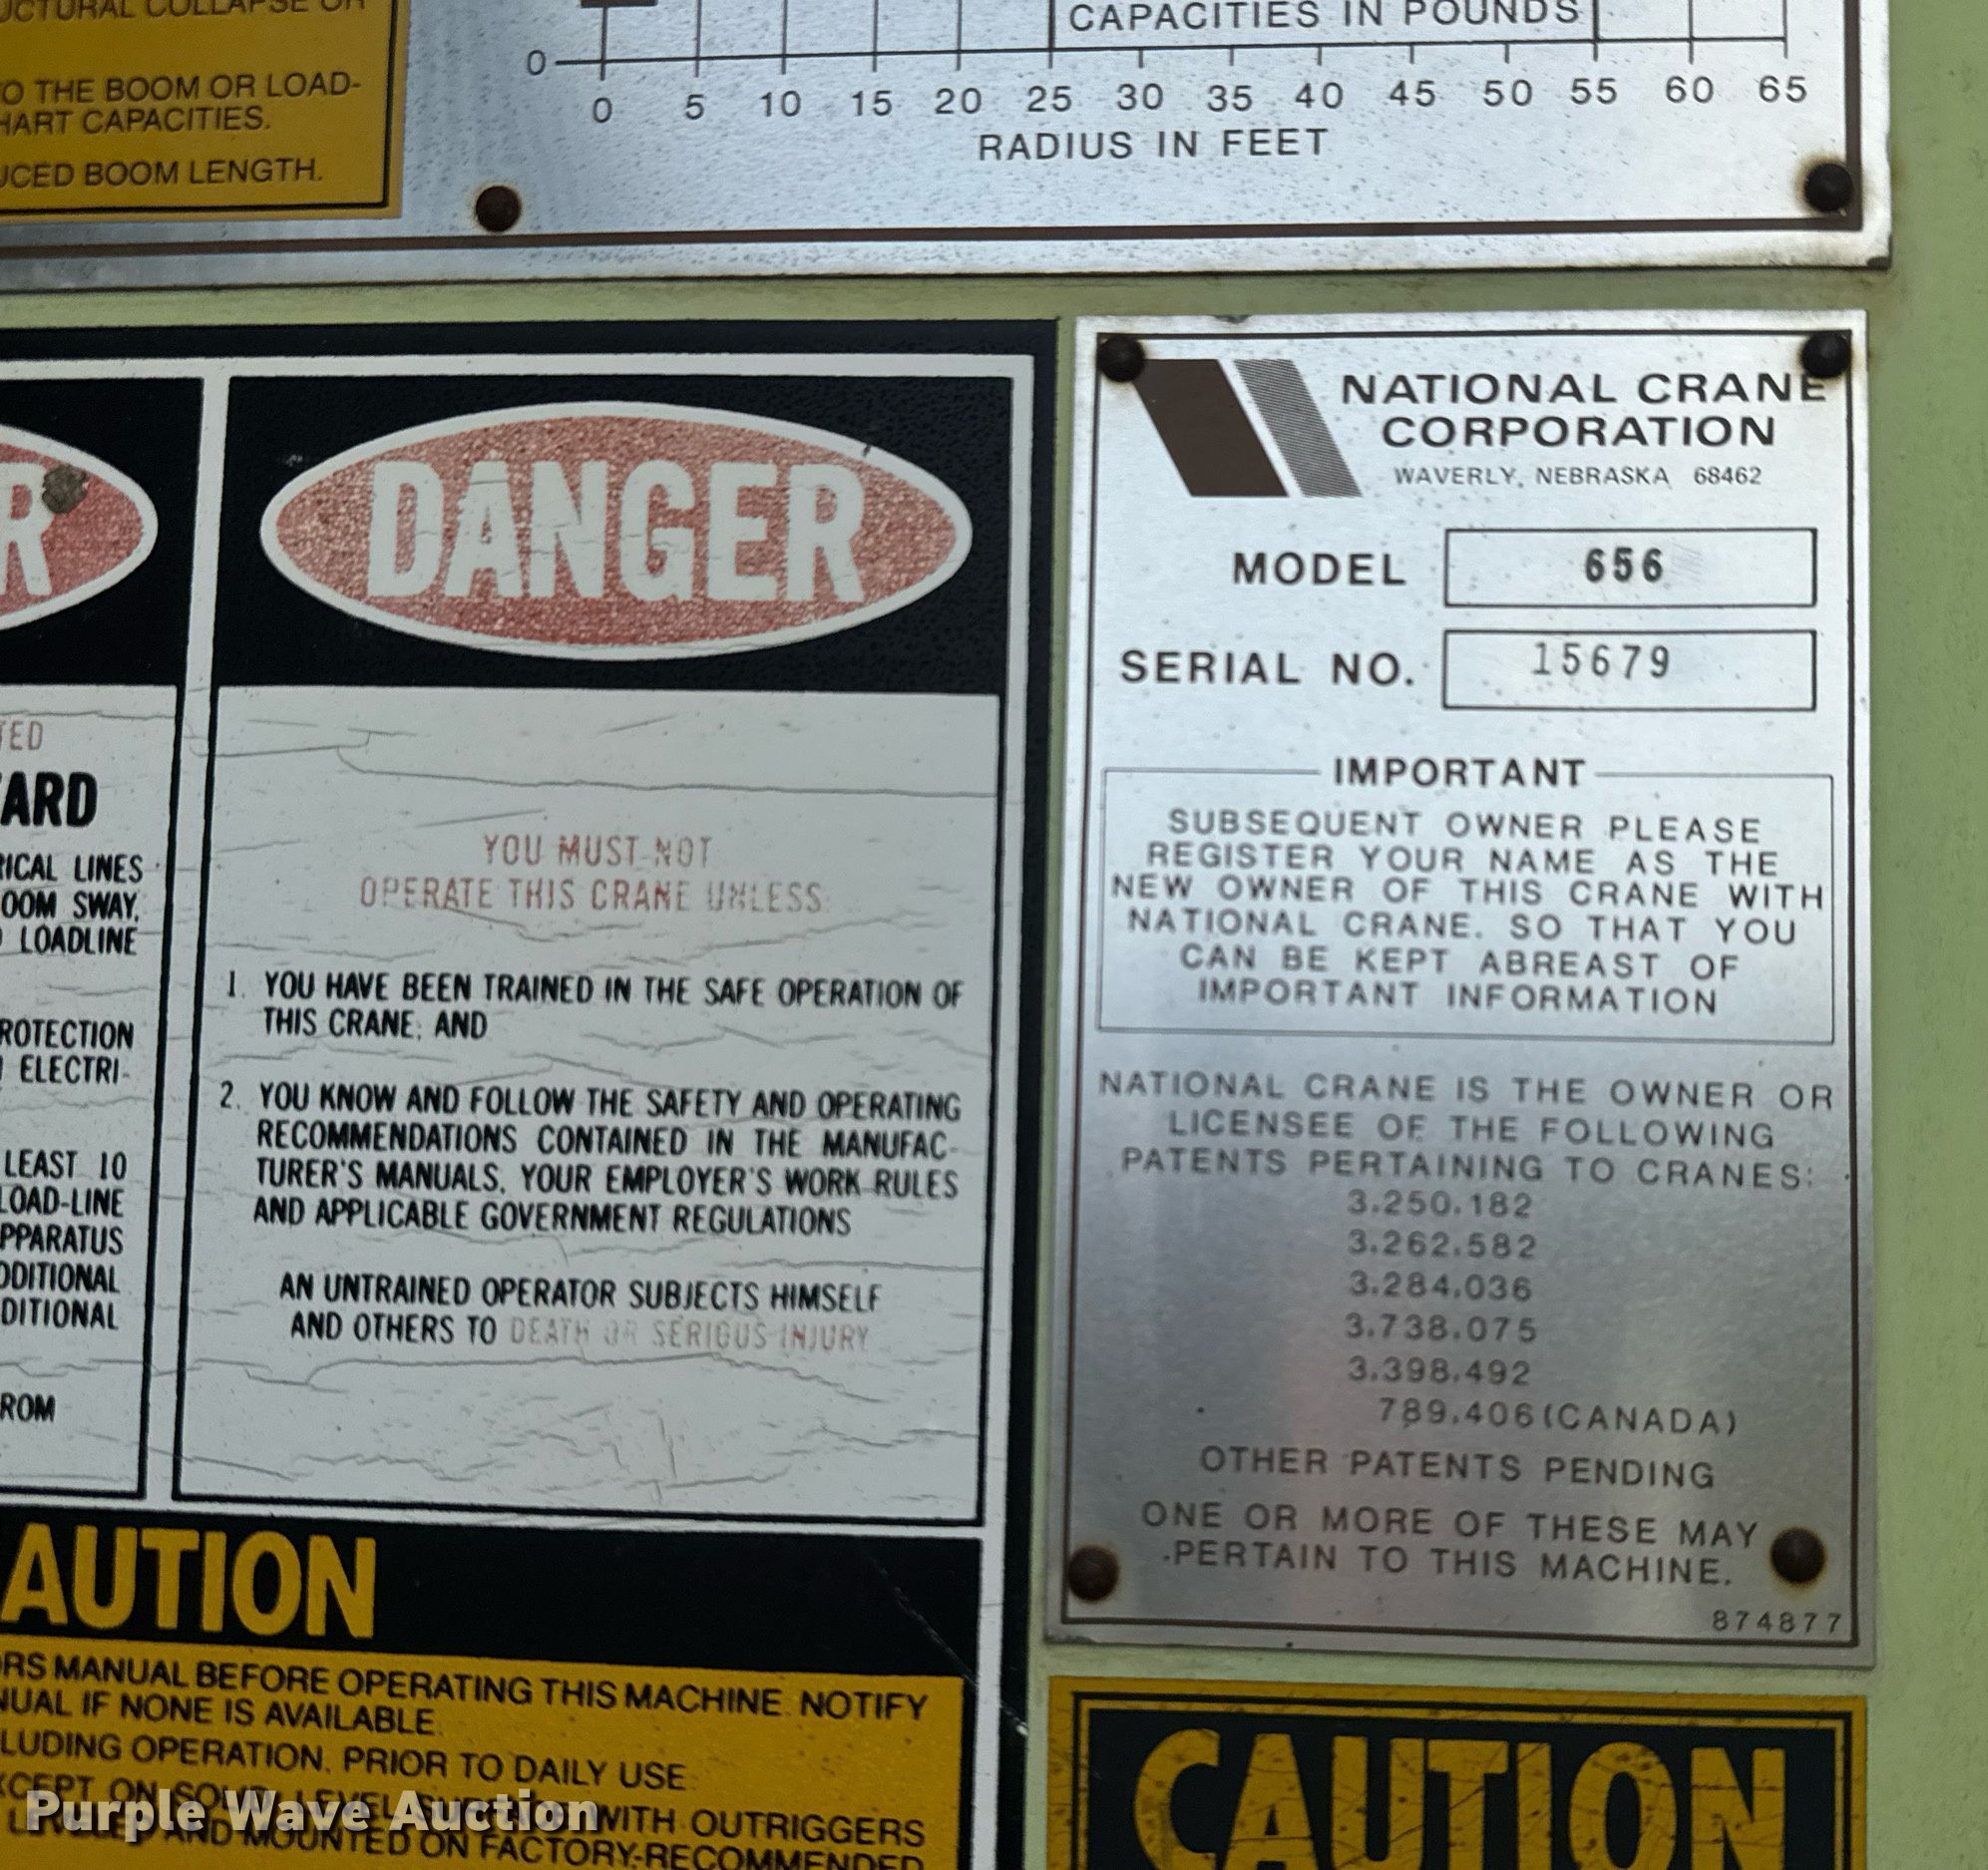 UCTURAL COLLAPSE OR
O THE BOOM OR LOAD-
HART CAPACITIES.
UCED BOOM LENGTH.
CAPACITIES IN POUNDS
0
0 5 10 15 20 25 30 35 40 45 50 55 60 65
RADIUS IN FEET
R
TED
ARD
RICAL LINES
OOM SWAY,
LOADLINE
ROTECTION
ELECTRI-
LEAST 10
LOAD-LINE
PPARATUS
DDITIONAL
DITIONAL
ROM
DANGER
YOU MUST NOT
OPERATE THIS CRANE UNLESS:
1. YOU HAVE BEEN TRAINED IN THE SAFE OPERATION OF
THIS CRANE; AND
2. YOU KNOW AND FOLLOW THE SAFETY AND OPERATING
RECOMMENDATIONS CONTAINED IN THE MANUFAC-
TURER'S MANUALS, YOUR EMPLOYER'S WORK RULES
AND APPLICABLE GOVERNMENT REGULATIONS
AN UNTRAINED OPERATOR SUBJECTS HIMSELF
AND OTHERS TO DEATH OR SERIOUS INJURY
NATIONAL CRANE
CORPORATION
WAVERLY, NEBRASKA 68462
MODEL 656
SERIAL NO. 15679
IMPORTANT
SUBSEQUENT OWNER PLEASE
REGISTER YOUR NAME AS THE
NEW OWNER OF THIS CRANE WITH
NATIONAL CRANE. SO THAT YOU
CAN BE KEPT ABREAST OF
IMPORTANT INFORMATION
NATIONAL CRANE IS THE OWNER OR
LICENSEE OF THE FOLLOWING
PATENTS PERTAINING TO CRANES:
3,250,182
3,262,582
3,284,036
3,738,075
3,398,492
789,406 (CANADA)
OTHER PATENTS PENDING
ONE OR MORE OF THESE MAY
PERTAIN TO THIS MACHINE.
874877
AUTION
ORS MANUAL BEFORE OPERATING THIS MACHINE. NOTIFY
NUAL IF NONE IS AVAILABLE.
LUDING OPERATION, PRIOR TO DAILY USE
XCEPT ON SOLID, LEVEL WITH OUTRIGGERS
AND MOUNTED ON FACTORY-RECOMMENDED
CAUTION
Purple Wave Auction